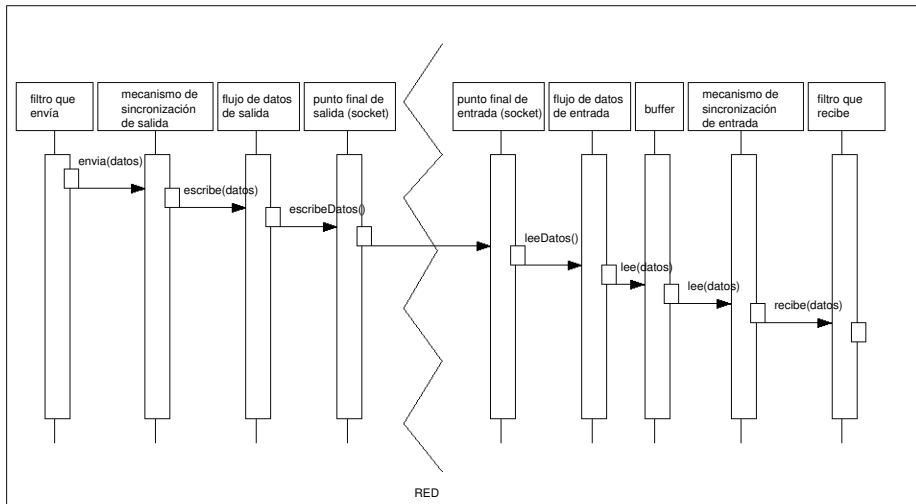 filtro que
envía
mecanismo de
sincronización
de salida
flujo de datos
de salida
punto final de
salida (socket)
punto final de
entrada (socket)
flujo de datos
de entrada
buffer
mecanismo de
sincronización
de entrada
filtro que
recibe
envia(datos)
escribe(datos)
escribeDatos()
leeDatos()
lee(datos)
lee(datos)
recibe(datos)
RED